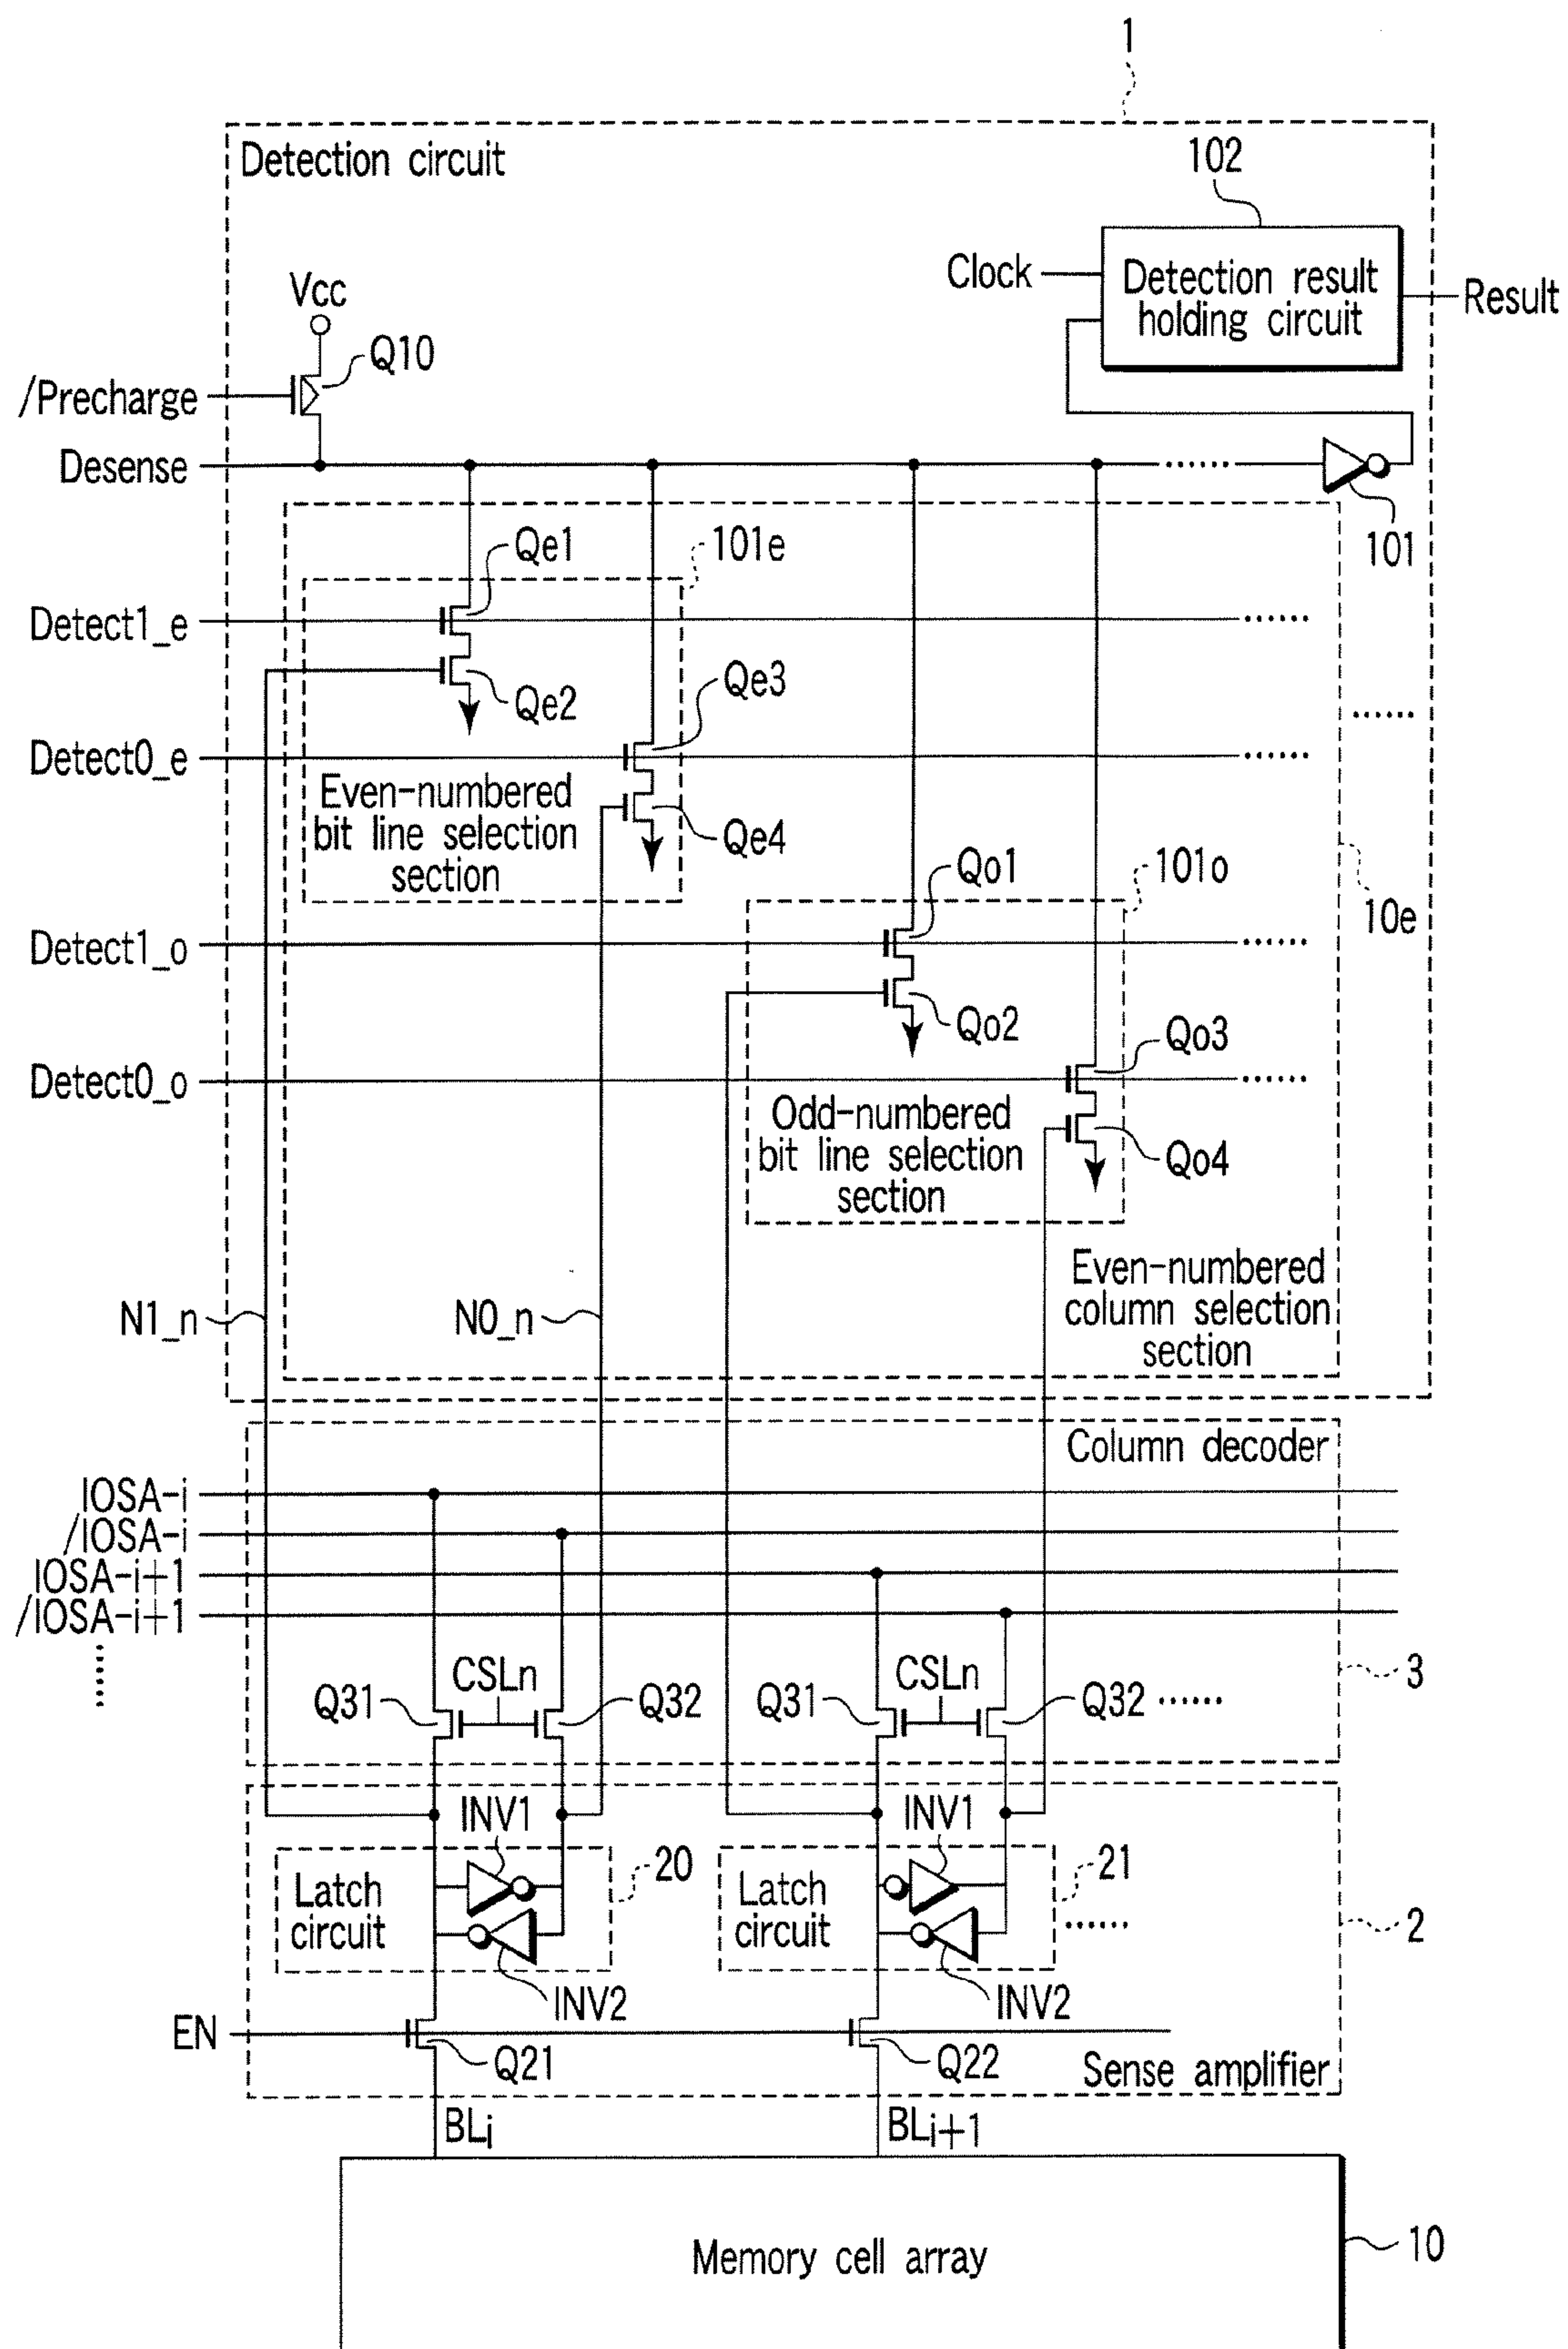 1
Detection circuit
102
Clock
Detection result
holding circuit
Result
Vcc
Q10
/Precharge
Desense
101
Qe1
101e
Detect1_e
Qe2
Qe3
Detect0_e
Even-numbered
bit line selection
section
Qe4
Qo1
101o
10e
Detect1_o
Qo2
Qo3
Detect0_o
Odd-numbered
bit line selection
section
Qo4
Even-numbered
column selection
section
N1_n
N0_n
Column decoder
IOSA-i
/IOSA-i
IOSA-i+1
/IOSA-i+1
CSLn
Q31
Q32
CSLn
Q31
Q32
3
INV1
INV1
Latch
circuit
20
Latch
circuit
21
2
INV2
INV2
EN
Q21
Q22
Sense amplifier
BLi
BLi+1
Memory cell array
10